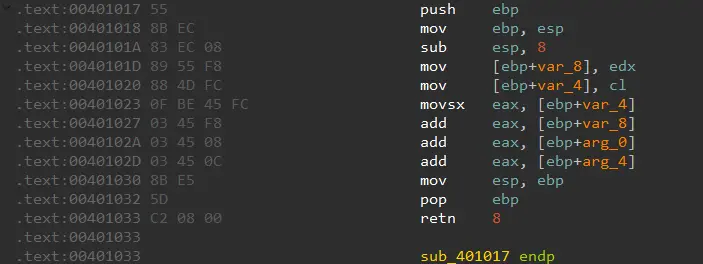 .text:00401017 55 push ebp
.text:00401018 8B EC mov ebp, esp
.text:0040101A 83 EC 08 sub esp, 8
.text:0040101D 89 55 F8 mov [ebp+var_8], edx
.text:00401020 88 4D FC mov [ebp+var_4], cl
.text:00401023 0F BE 45 FC movsx eax, [ebp+var_4]
.text:00401027 03 45 F8 add eax, [ebp+var_8]
.text:0040102A 03 45 08 add eax, [ebp+arg_0]
.text:0040102D 03 45 0C add eax, [ebp+arg_4]
.text:00401030 8B E5 mov esp, ebp
.text:00401032 5D pop ebp
.text:00401033 C2 08 00 retn 8
.text:00401033
.text:00401033 sub_401017 endp